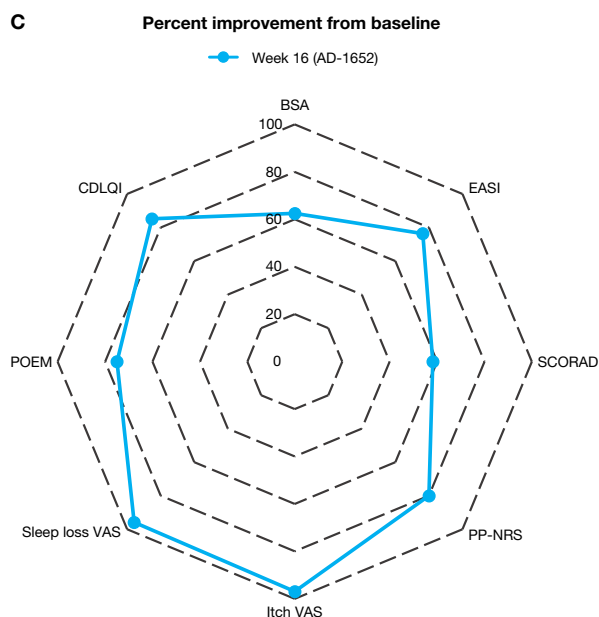 C
Percent improvement from baseline
Week 16 (AD-1652)
BSA
100
CDLQI
EASI
80
60
40
20
POEM
0
SCORAD
Sleep loss VAS
PP-NRS
Itch VAS